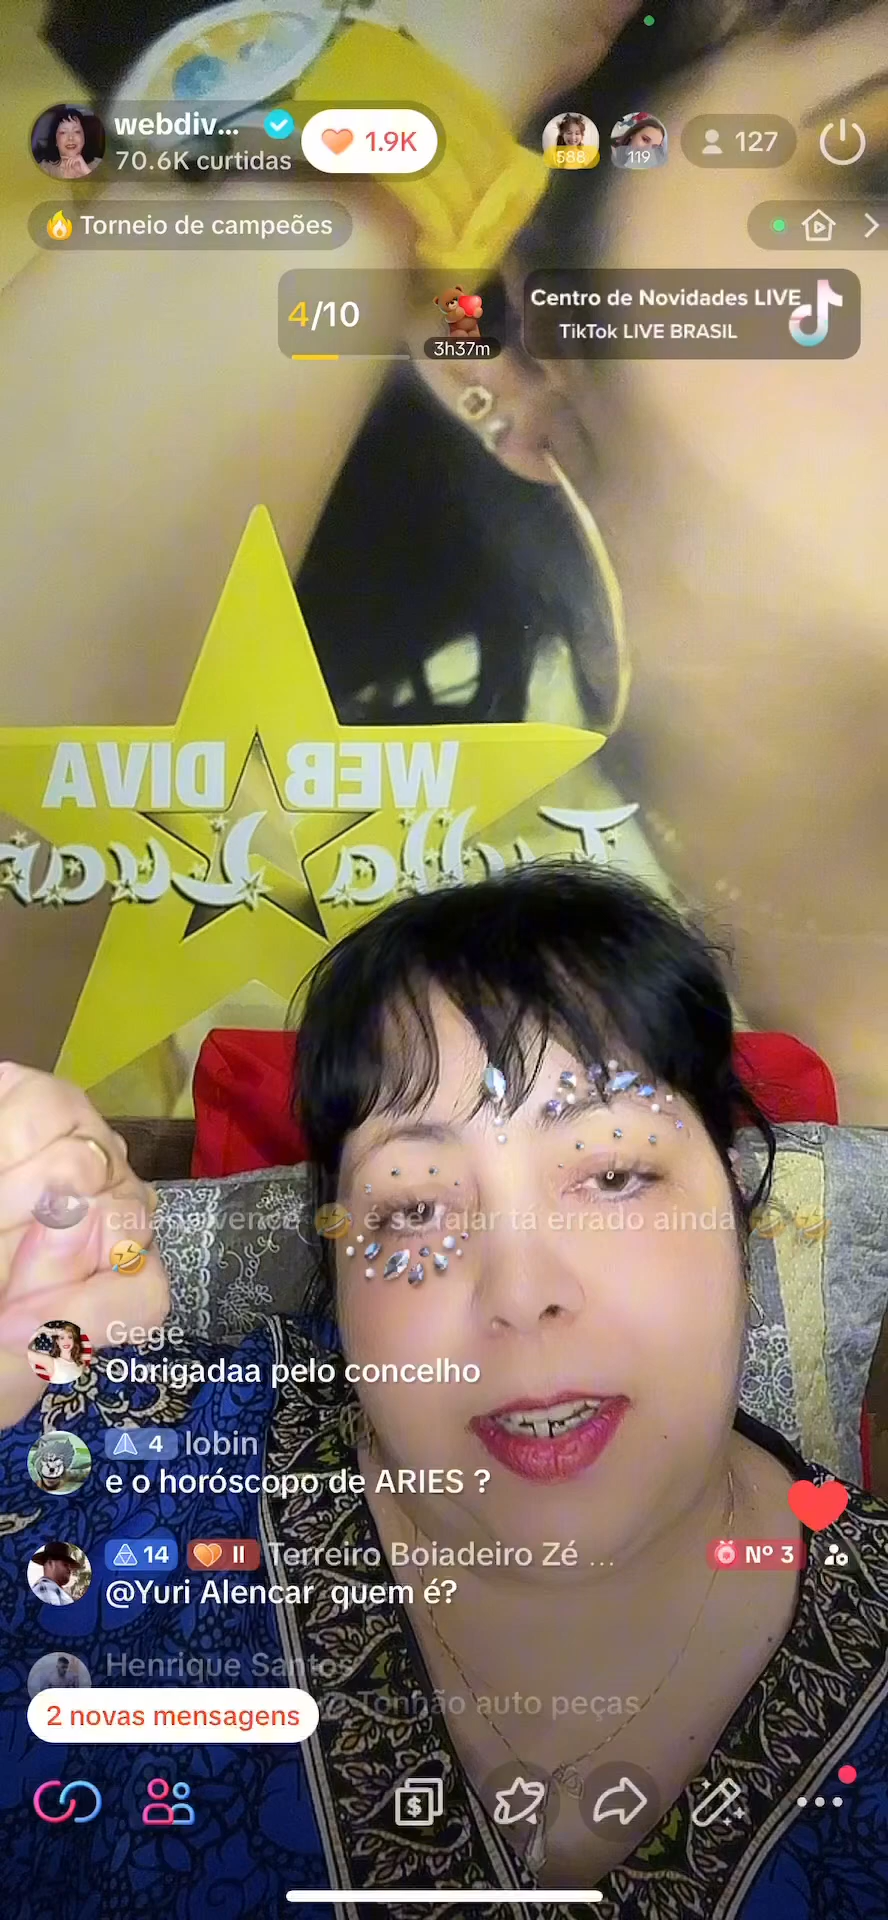 webdiv...
1.9K
70.6K curtidas
588
119
127
Torneio de campeões
4/10
3h37m
Centro de Novidades LIVE
TikTok LIVE BRASIL
WEB DIVA
é se falar tá errado ainda
Gege
Obrigadaa pelo concelho
4 lobin
e o horóscopo de ARIES ?
14 II Terreiro Boiadeiro Zé ...
Nº 3
@Yuri Alencar quem é?
Henrique Santos
Tonhão auto peças
2 novas mensagens